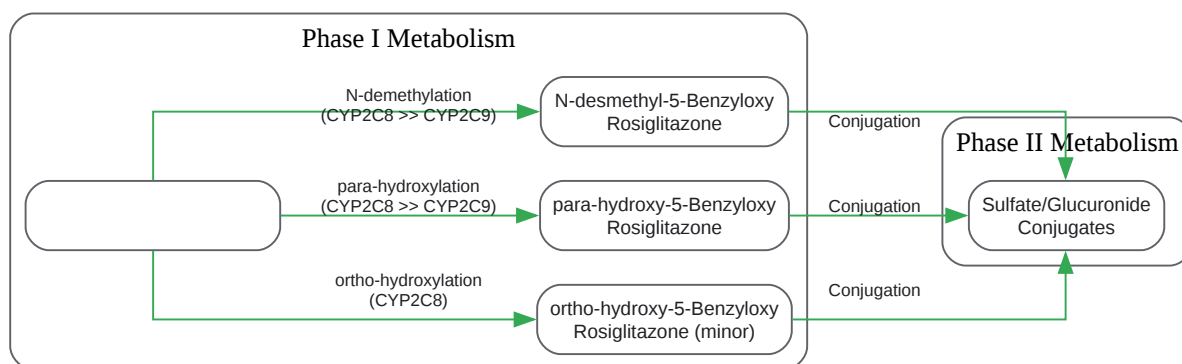 Phase I Metabolism
N-demethylation
(CYP2C8 >> CYP2C9)
N-desmethyl-5-Benzyloxy
Rosiglitazone
Conjugation
Phase II Metabolism
para-hydroxylation
(CYP2C8 >> CYP2C9)
para-hydroxy-5-Benzyloxy
Rosiglitazone
Conjugation
Sulfate/Glucuronide
Conjugates
ortho-hydroxylation
(CYP2C8)
ortho-hydroxy-5-Benzyloxy
Rosiglitazone (minor)
Conjugation